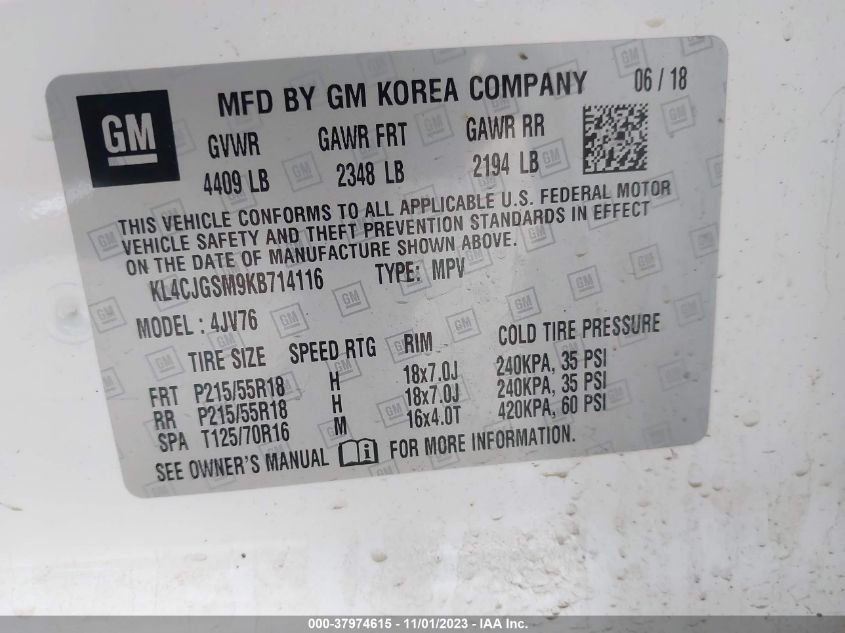 GM
MFD BY GM KOREA COMPANY 06 / 18
GVWR GAWR FRT GAWR RR
4409 LB 2348 LB 2194 LB
THIS VEHICLE CONFORMS TO ALL APPLICABLE U.S. FEDERAL MOTOR
VEHICLE SAFETY AND THEFT PREVENTION STANDARDS IN EFFECT
ON THE DATE OF MANUFACTURE SHOWN ABOVE.
KL4CJGSM9KB714116 TYPE: MPV
MODEL : 4JV76
TIRE SIZE SPEED RTG RIM COLD TIRE PRESSURE
FRT P215/55R18 H 18x7.0J 240KPA, 35 PSI
RR P215/55R18 H 18x7.0J 240KPA, 35 PSI
SPA T125/70R16 M 16x4.0T 420KPA, 60 PSI
SEE OWNER'S MANUAL FOR MORE INFORMATION.
000-37974615 - 11/01/2023 - IAA Inc.